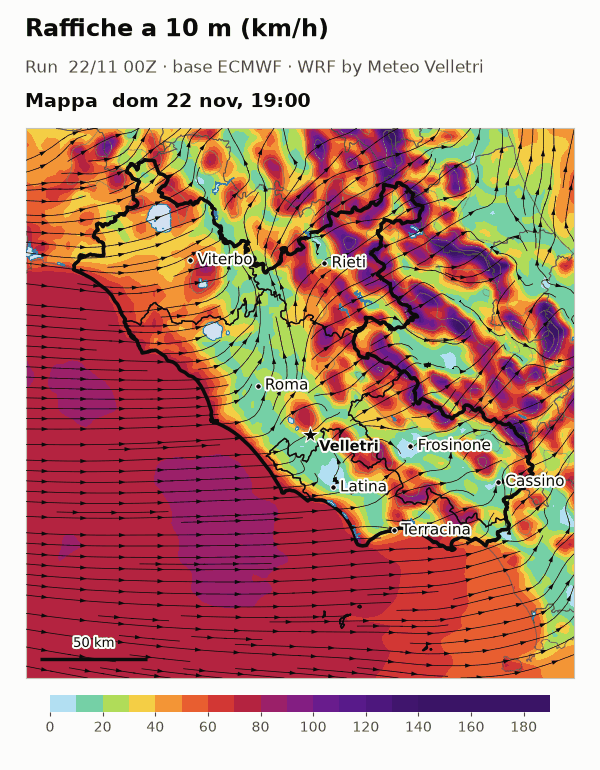 Raffiche a 10 m (km/h)
Run  22/11 00Z · base ECMWF · WRF by Meteo Velletri
Mappa  dom 22 nov, 19:00
Viterbo
Rieti
Roma
Velletri
Frosinone
Latina
Cassino
Terracina
50 km
0 20 40 60 80 100 120 140 160 180